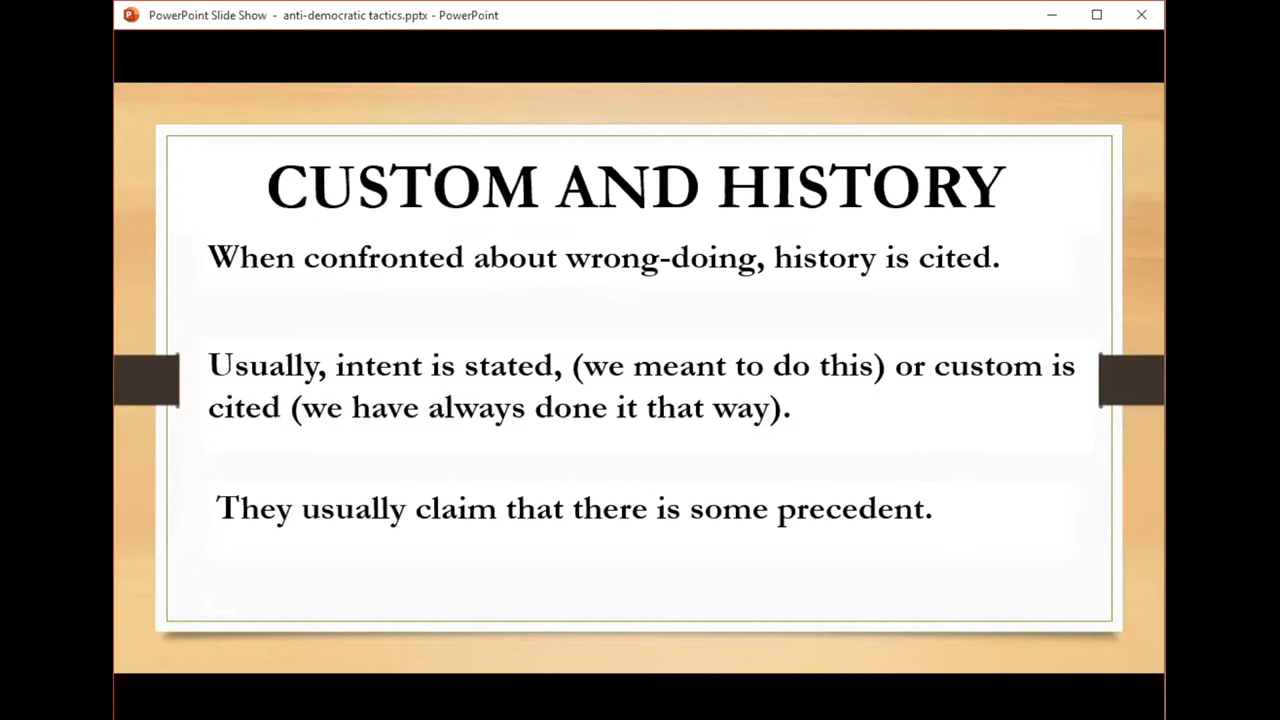 PowerPoint Slide Show - anti-democratic tactics.pptx - PowerPoint
CUSTOM AND HISTORY
When confronted about wrong-doing, history is cited.
Usually, intent is stated, (we meant to do this) or custom is
cited (we have always done it that way).
They usually claim that there is some precedent.